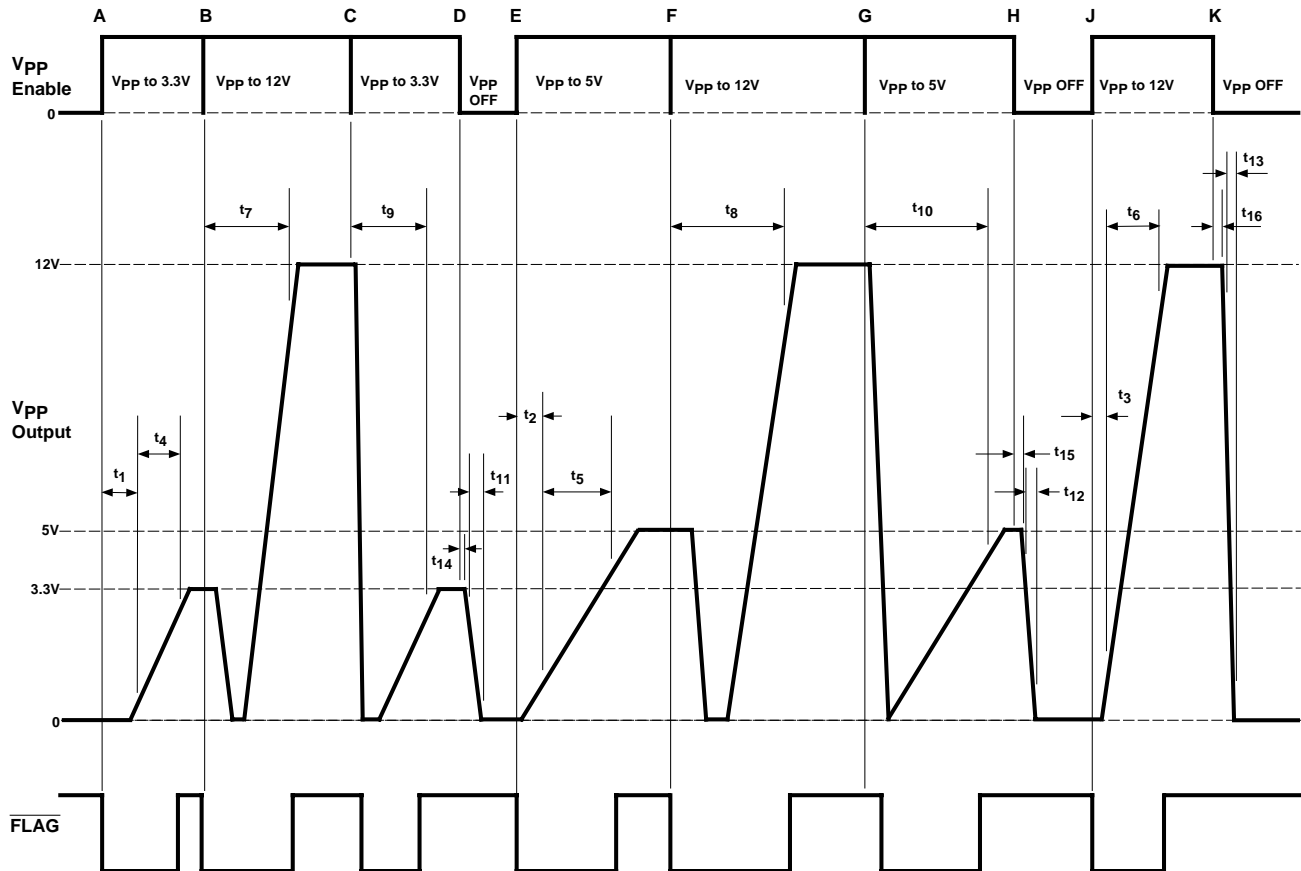 A B C D E F G H J K
VPP Enable
VPP to 3.3V
VPP to 12V
VPP to 3.3V
VPP OFF
VPP to 5V
VPP to 12V
VPP to 5V
VPP OFF
VPP to 12V
VPP OFF
0
t13
t7
t9
t8
t10
t6
t16
12V
VPP Output
t4
t1
t2
t5
t11
t3
t15
t12
5V
t14
3.3V
0
FLAG